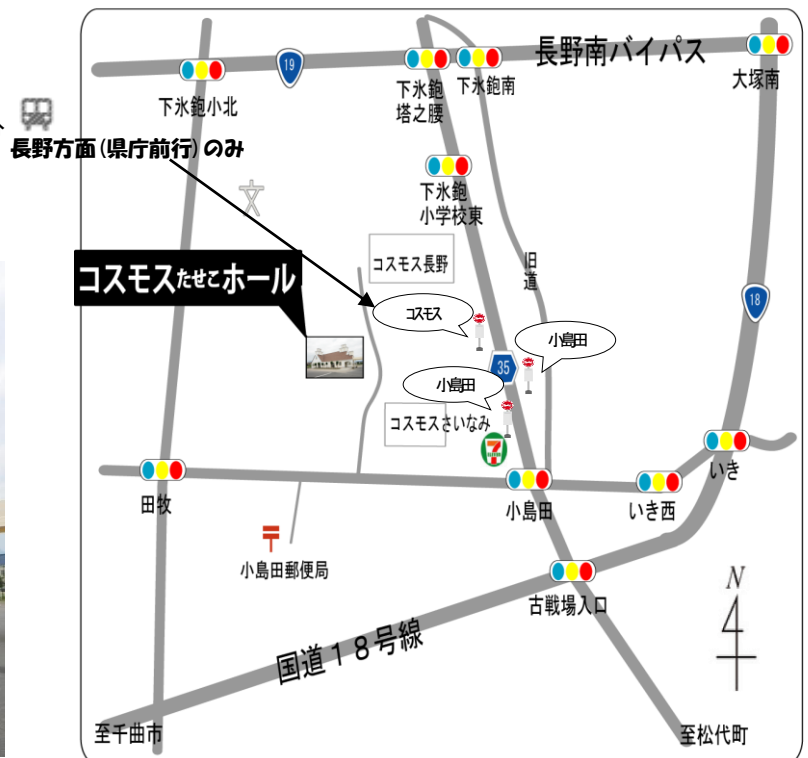 19
長野南バイパス
下氷鉋小北
下氷鉋
塔之腰
下氷鉋南
大塚南
長野方面(県庁前行)のみ
文
下氷鉋
小学校東
コスモス長野
旧
道
コスモスたせこホール
コスモス
18
小島田
35
小島田
コスモスさいなみ
7
田牧
小島田
いき西
いき
小島田郵便局
古戦場入口
N
国道18号線
至千曲市
至松代町